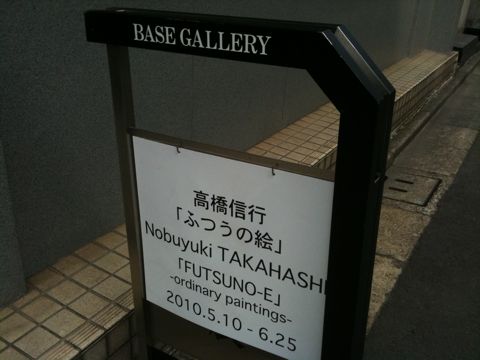 BASE GALLERY
高橋信行
「ふつうの絵」
Nobuyuki TAKAHASHI
「FUTSUNO-E」
-ordinary paintings-
2010.5.10 - 6.25